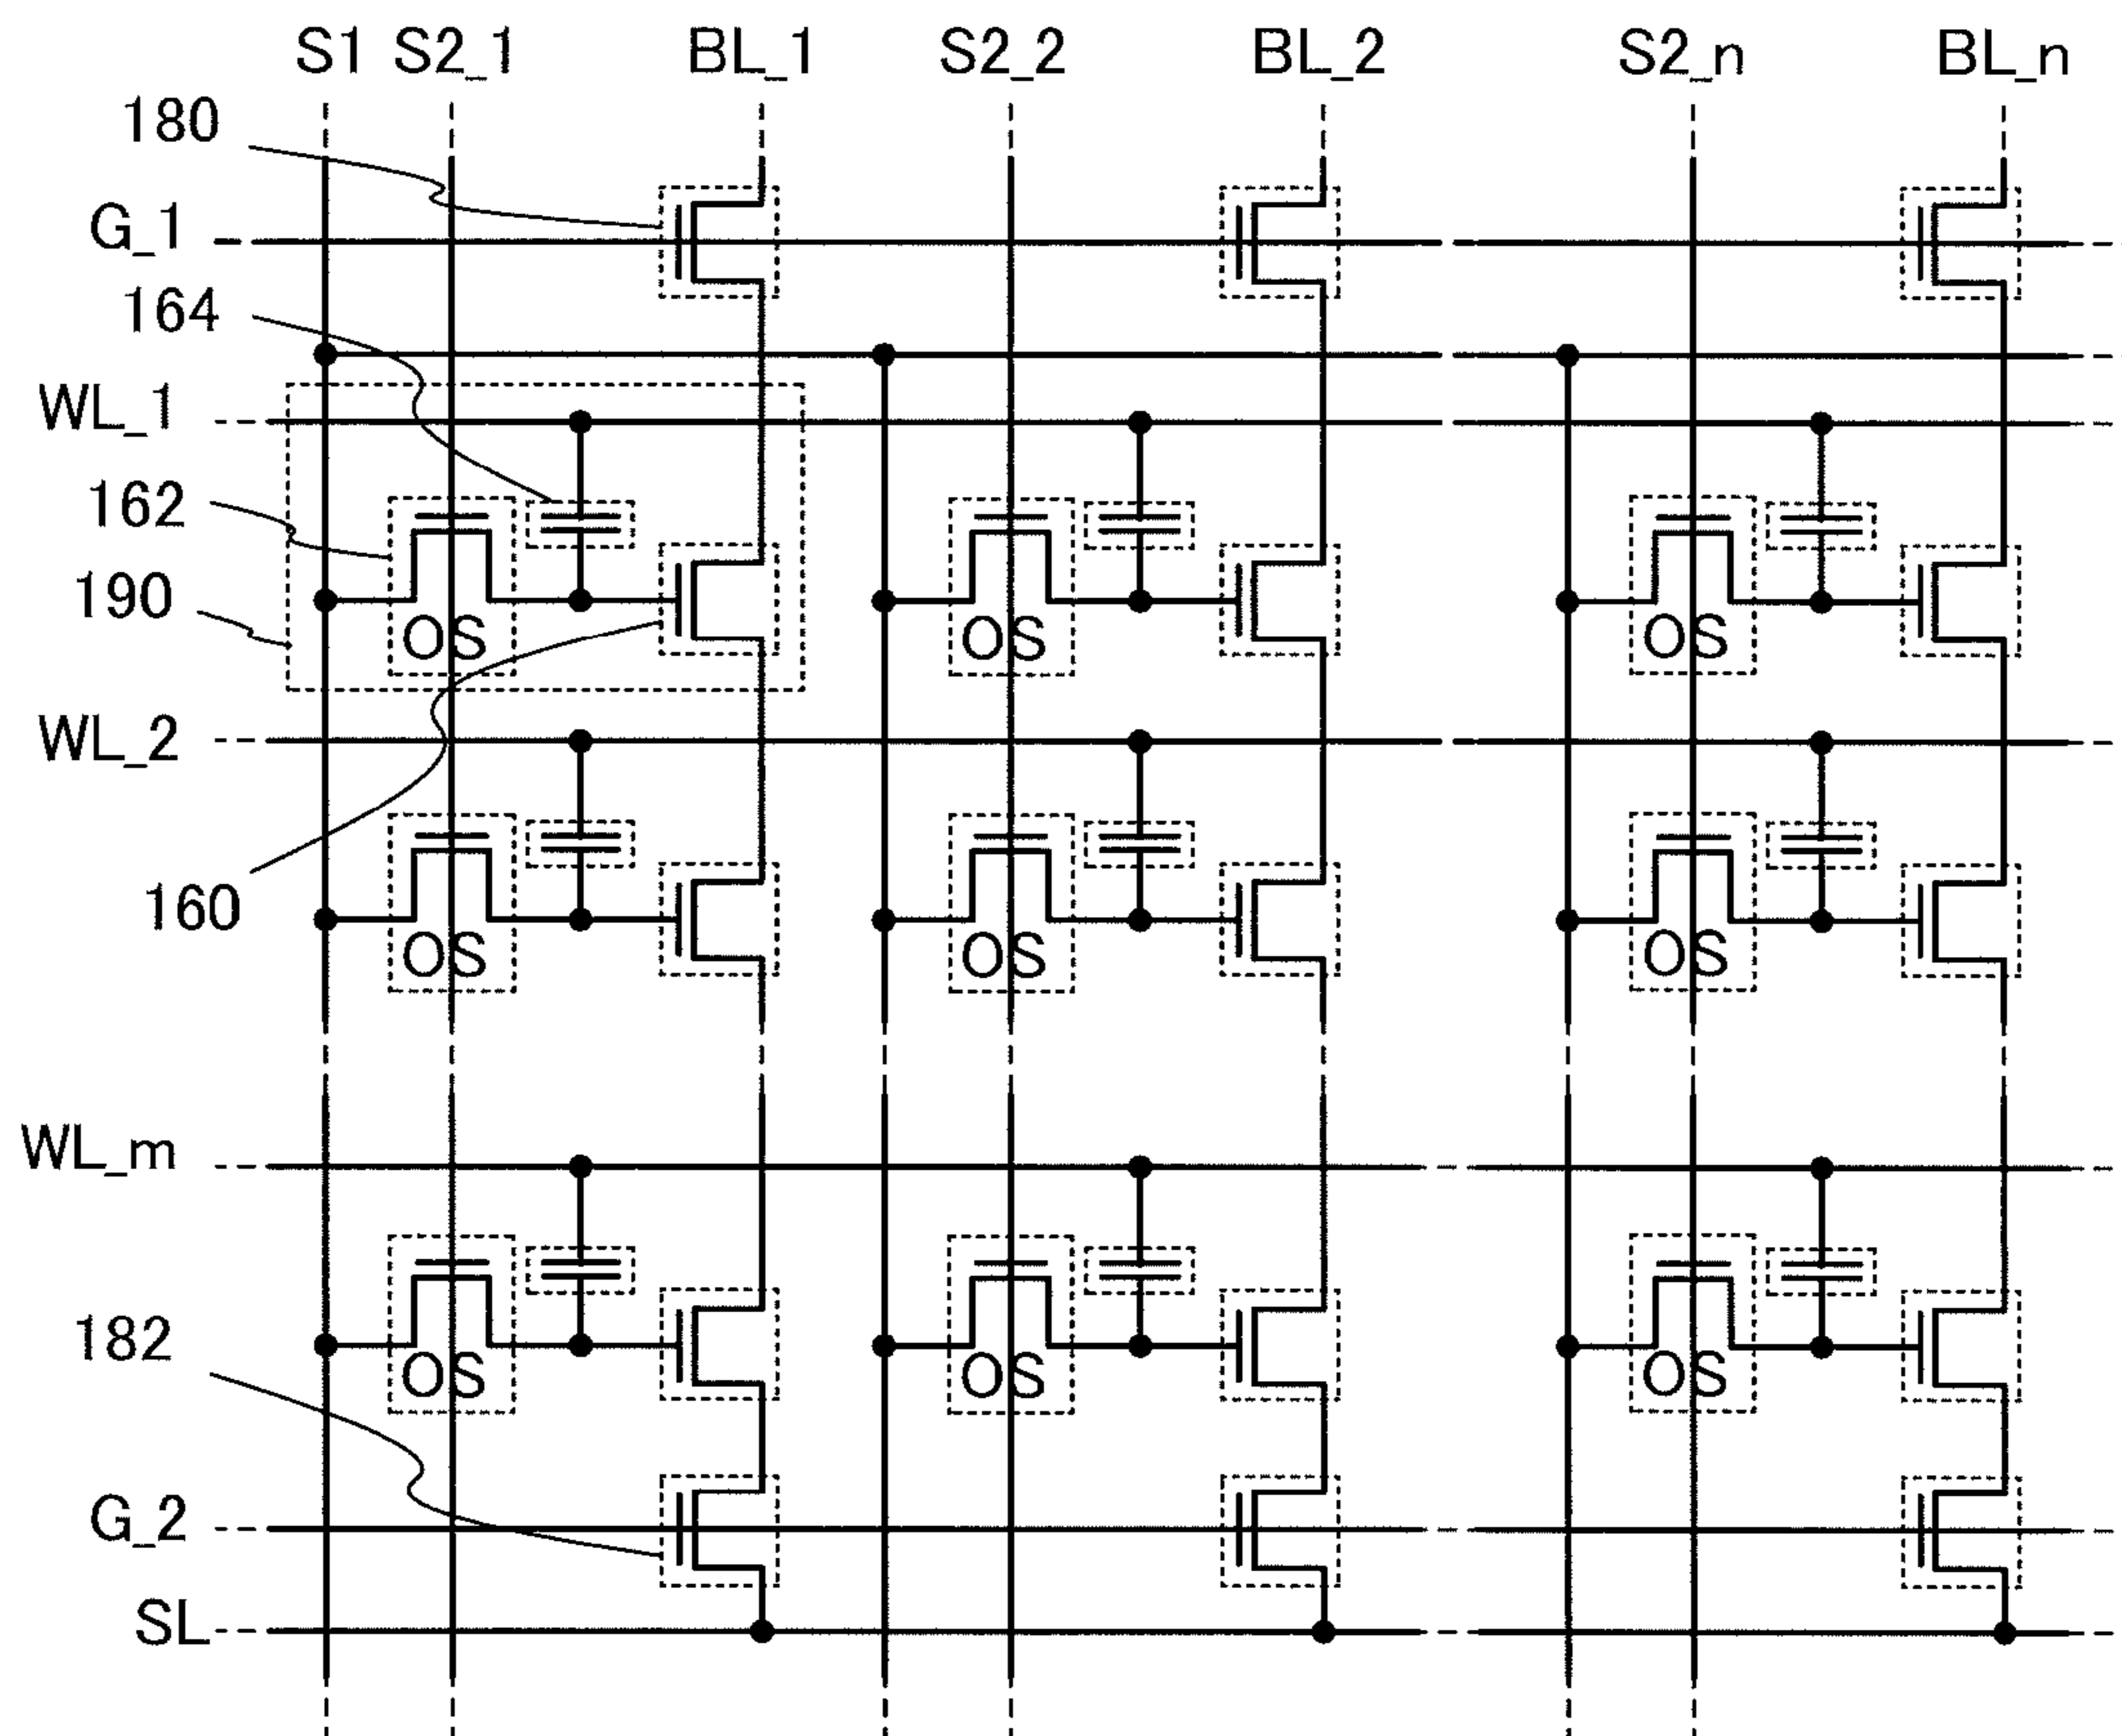 S1 S2_1 BL_1 S2_2 BL_2 S2_n BL_n
180
G_1
164
WL_1
162
190
OS OS OS
WL_2
160
OS OS OS
WL_m
182
OS OS OS
G_2
SL